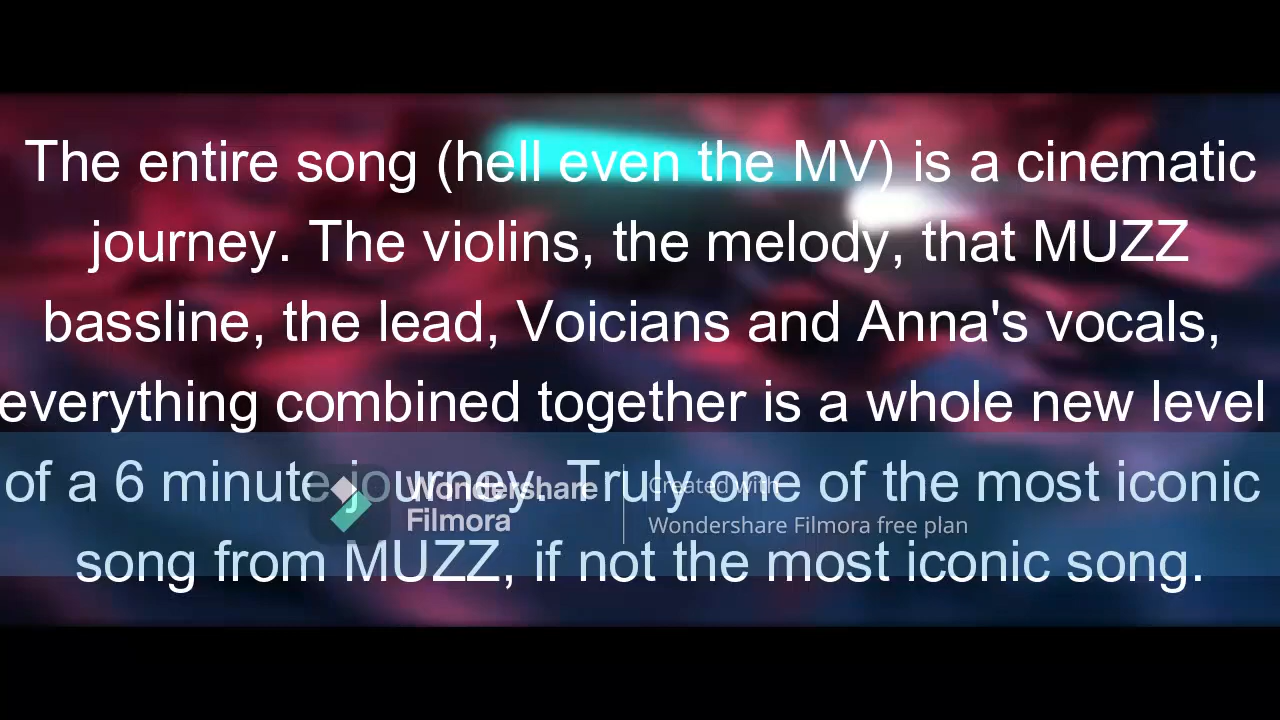 The entire song (hell even the MV) is a cinematic
journey. The violins, the melody, that MUZZ
bassline, the lead, Voicians and Anna's vocals,
everything combined together is a whole new level
of a 6 minute journey. Truly one of the most iconic
song from MUZZ, if not the most iconic song.
Wondershare
Filmora
Created with
Wondershare Filmora free plan